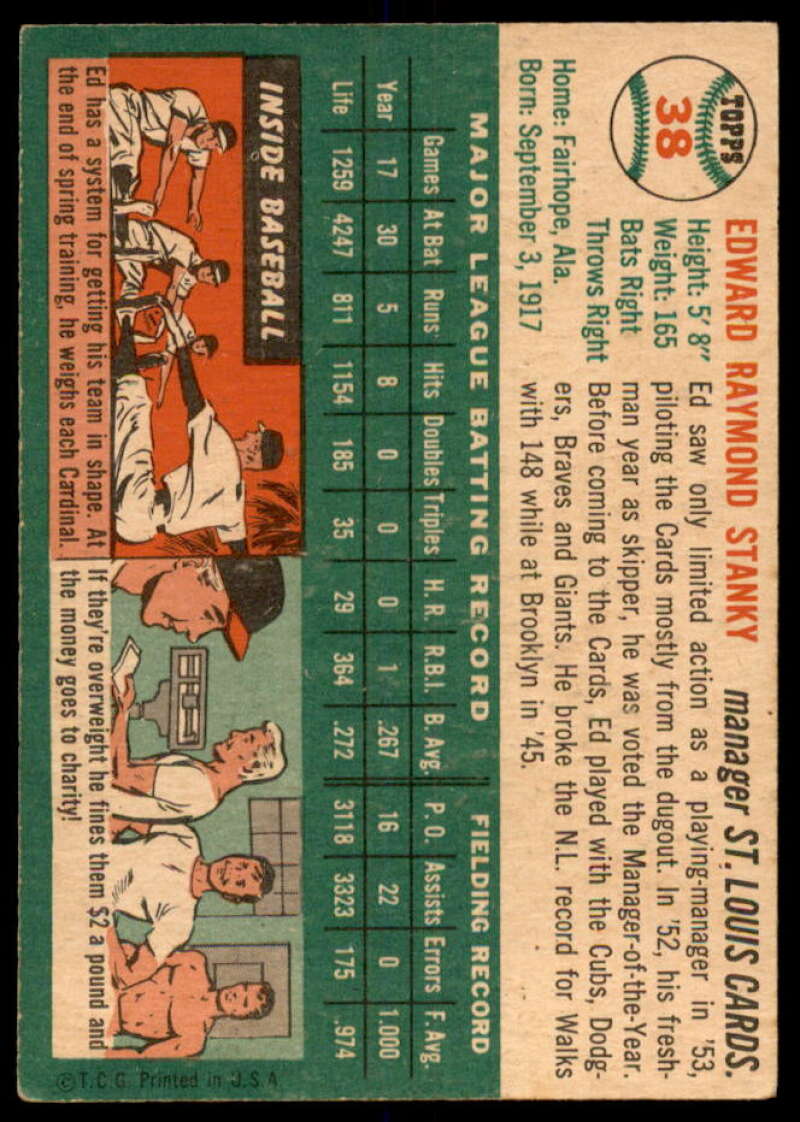 TOPPS
38
EDWARD RAYMOND STANKY manager ST. LOUIS CARDS.
Height: 5' 8"
Weight: 165
Bats Right
Throws Right
Home: Fairhope, Ala.
Born: September 3, 1917
Ed saw only limited action as a playing-manager in '53,
piloting the Cards mostly from the dugout. In '52, his fresh-
man year as skipper, he was voted the Manager-of-the-Year.
Before coming to the Cards, Ed played with the Cubs, Dodg-
ers, Braves and Giants. He broke the N.L. record for Walks
with 148 while at Brooklyn in '45.
MAJOR LEAGUE BATTING RECORD FIELDING RECORD
Games At Bat Runs Hits Doubles Triples H. R. R.B.I. B. Avg. P. O. Assists Errors F. Avg.
Year 17 30 5 8 0 0 0 1 .267 16 22 0 1.000
Life 1259 4247 811 1154 185 35 29 364 .272 3118 3323 175 .974
INSIDE BASEBALL
Ed has a system for getting his team in shape. At
the end of spring training, he weighs each Cardinal.
If they're overweight he fines them $2 a pound and
the money goes to charity!
© T. C. G. Printed in U.S.A